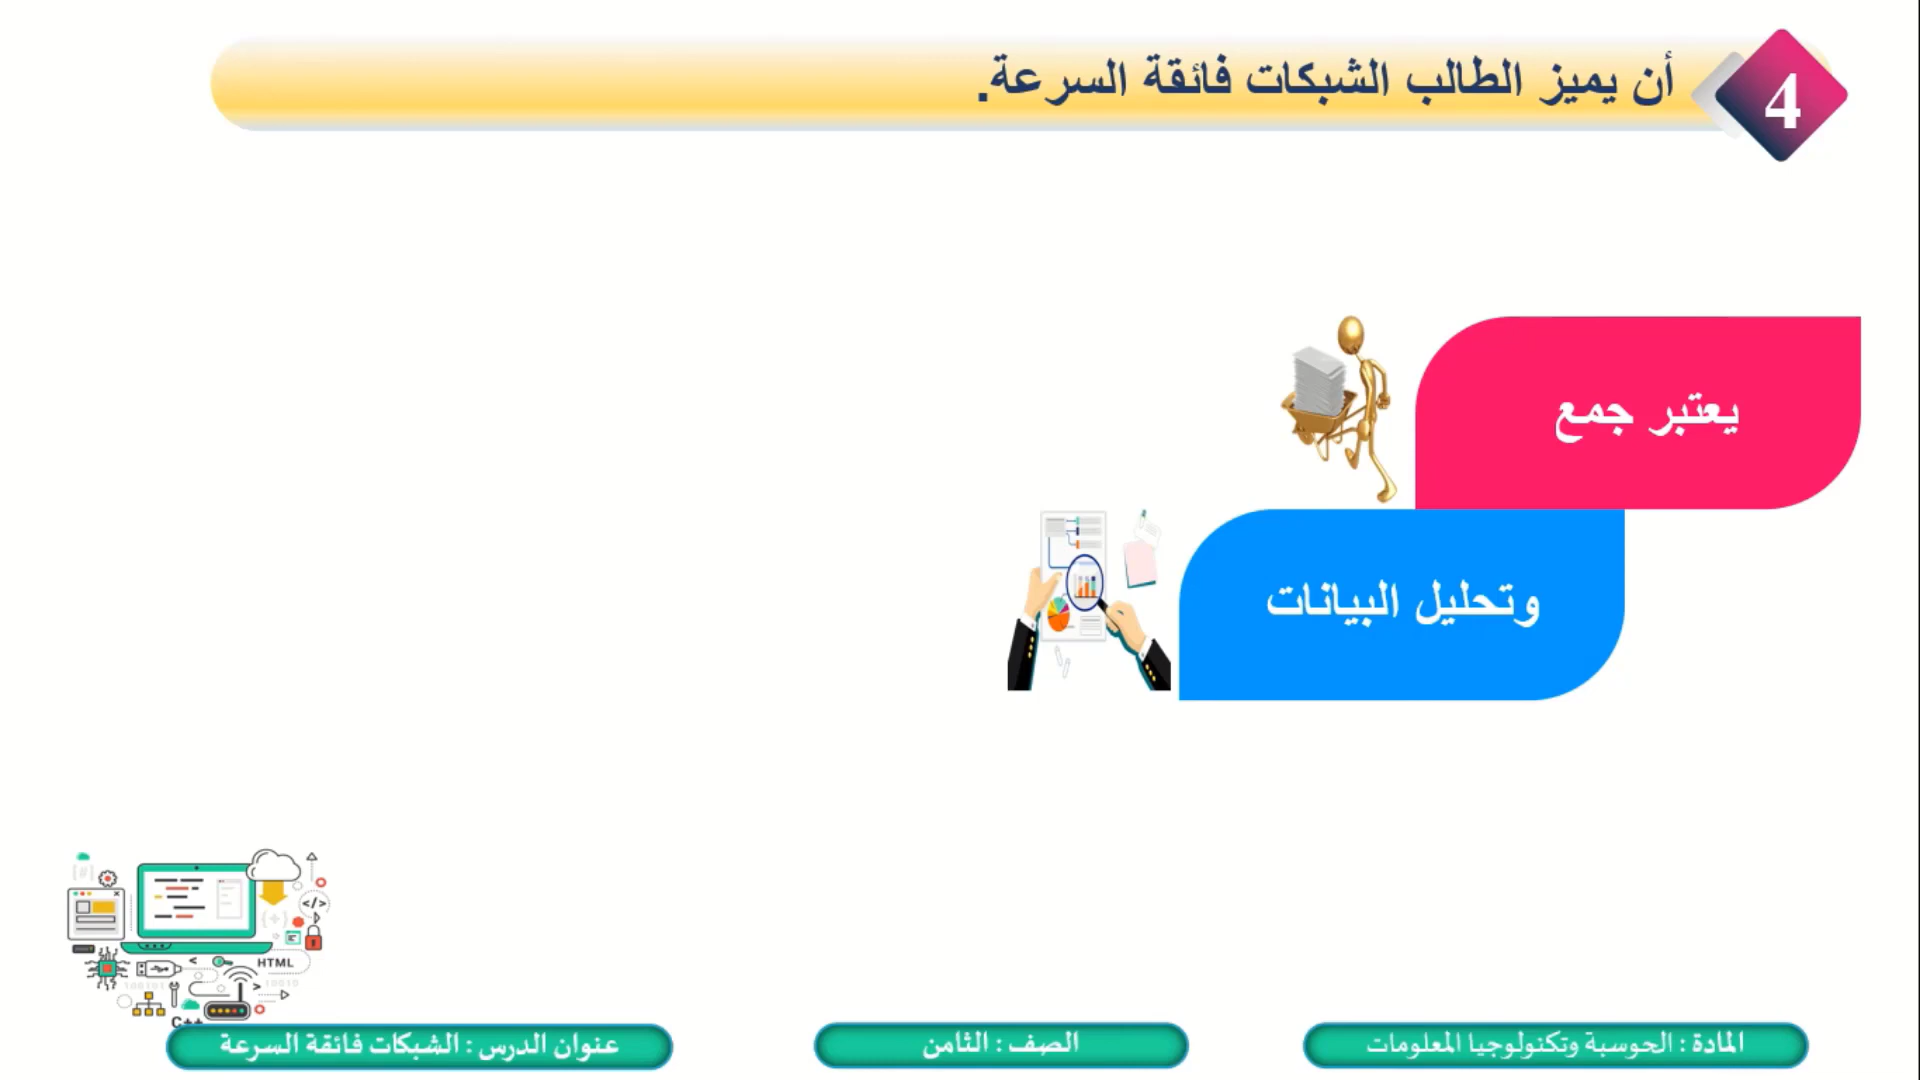 4
أن يميز الطالب الشبكات فائقة السرعة.
يعتبر جمع
وتحليل البيانات
HTML
C++
المادة : الحوسبة وتكنولوجيا المعلومات
الصف : الثامن
عنوان الدرس : الشبكات فائقة السرعة